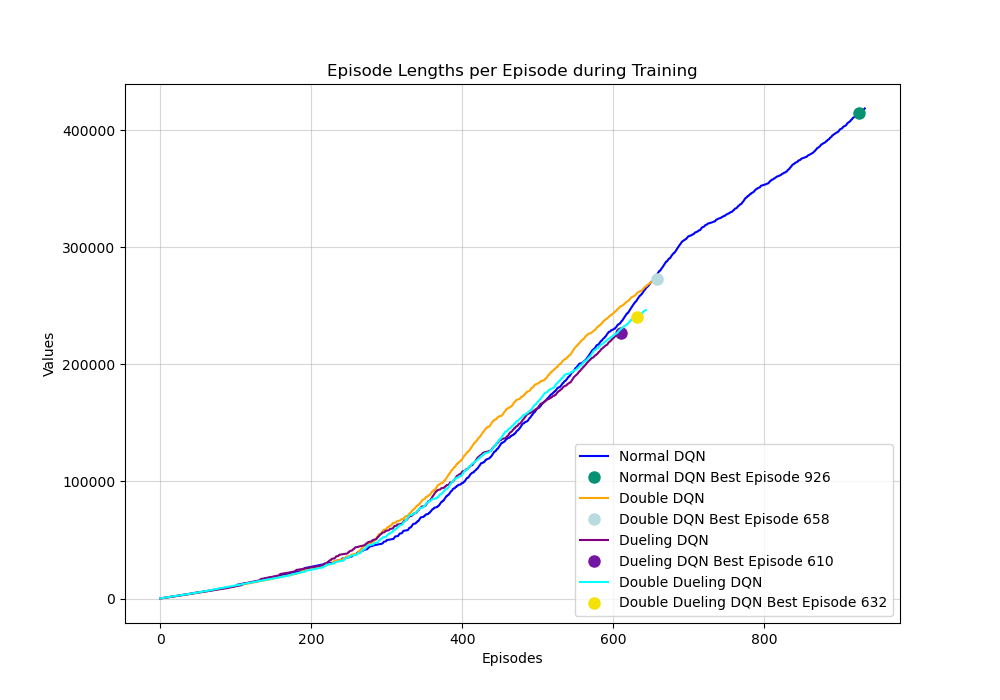 Episode Lengths per Episode during Training
Values
400000
300000
200000
100000
0
0 200 400 600 800
Episodes
Normal DQN
Normal DQN Best Episode 926
Double DQN
Double DQN Best Episode 658
Dueling DQN
Dueling DQN Best Episode 610
Double Dueling DQN
Double Dueling DQN Best Episode 632